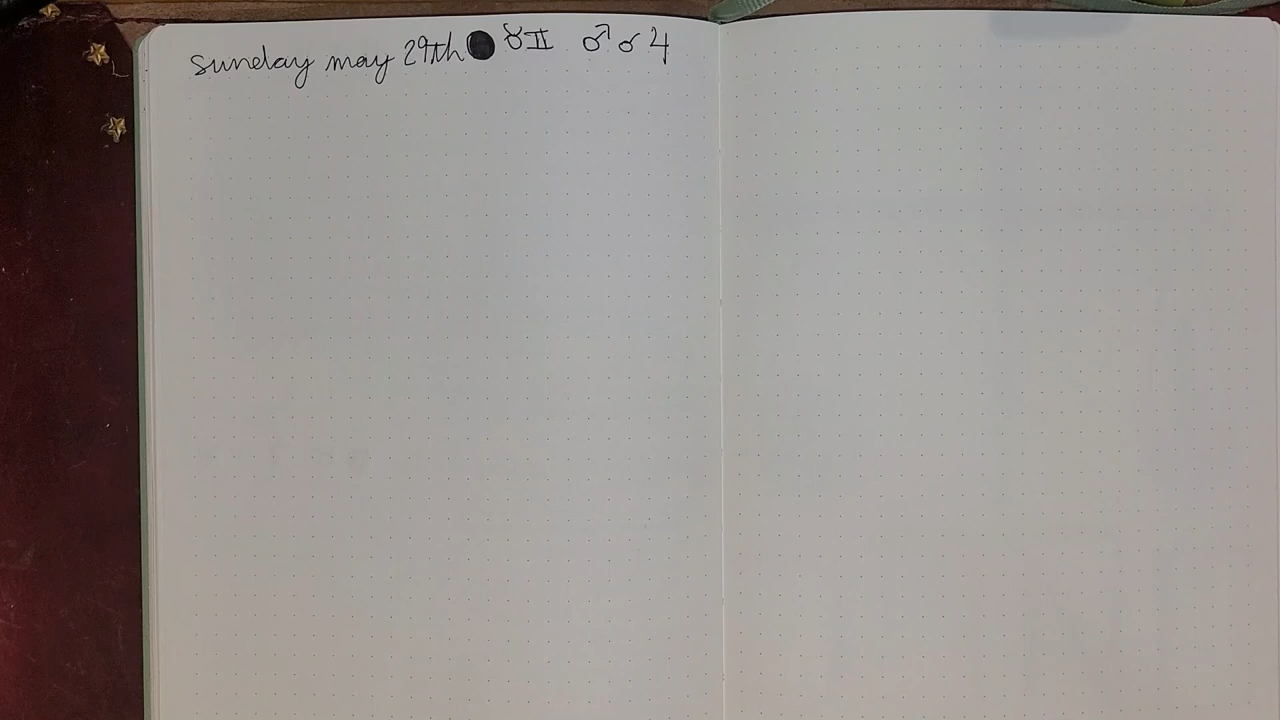 sunday may 29th ● ♉ ♊ ♂ ☌ ♃